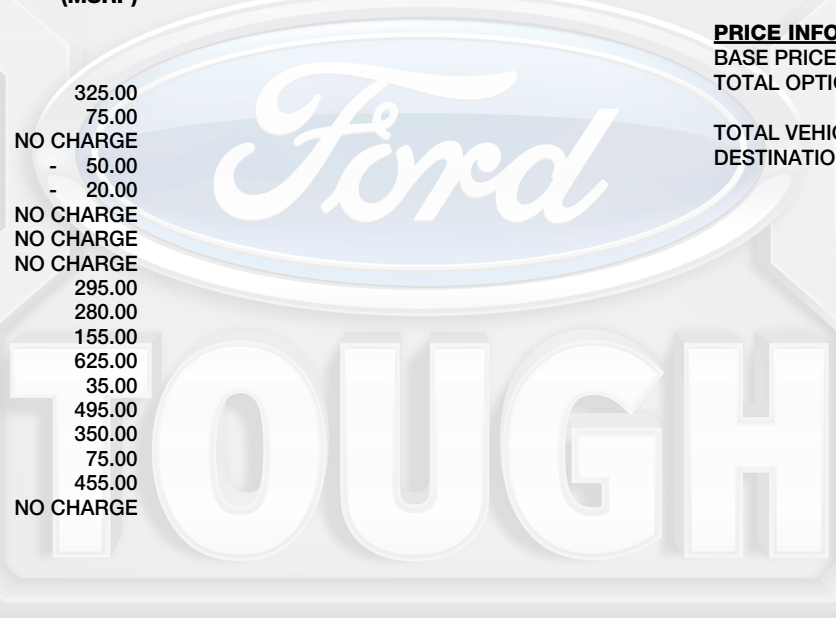 (MSRP)
325.00
75.00
NO CHARGE
- 50.00
- 20.00
NO CHARGE
NO CHARGE
NO CHARGE
295.00
280.00
155.00
625.00
35.00
495.00
350.00
75.00
455.00
NO CHARGE
PRICE INFO
BASE PRICE
TOTAL OPTIO
TOTAL VEHIC
DESTINATIO
Ford
TOUGH